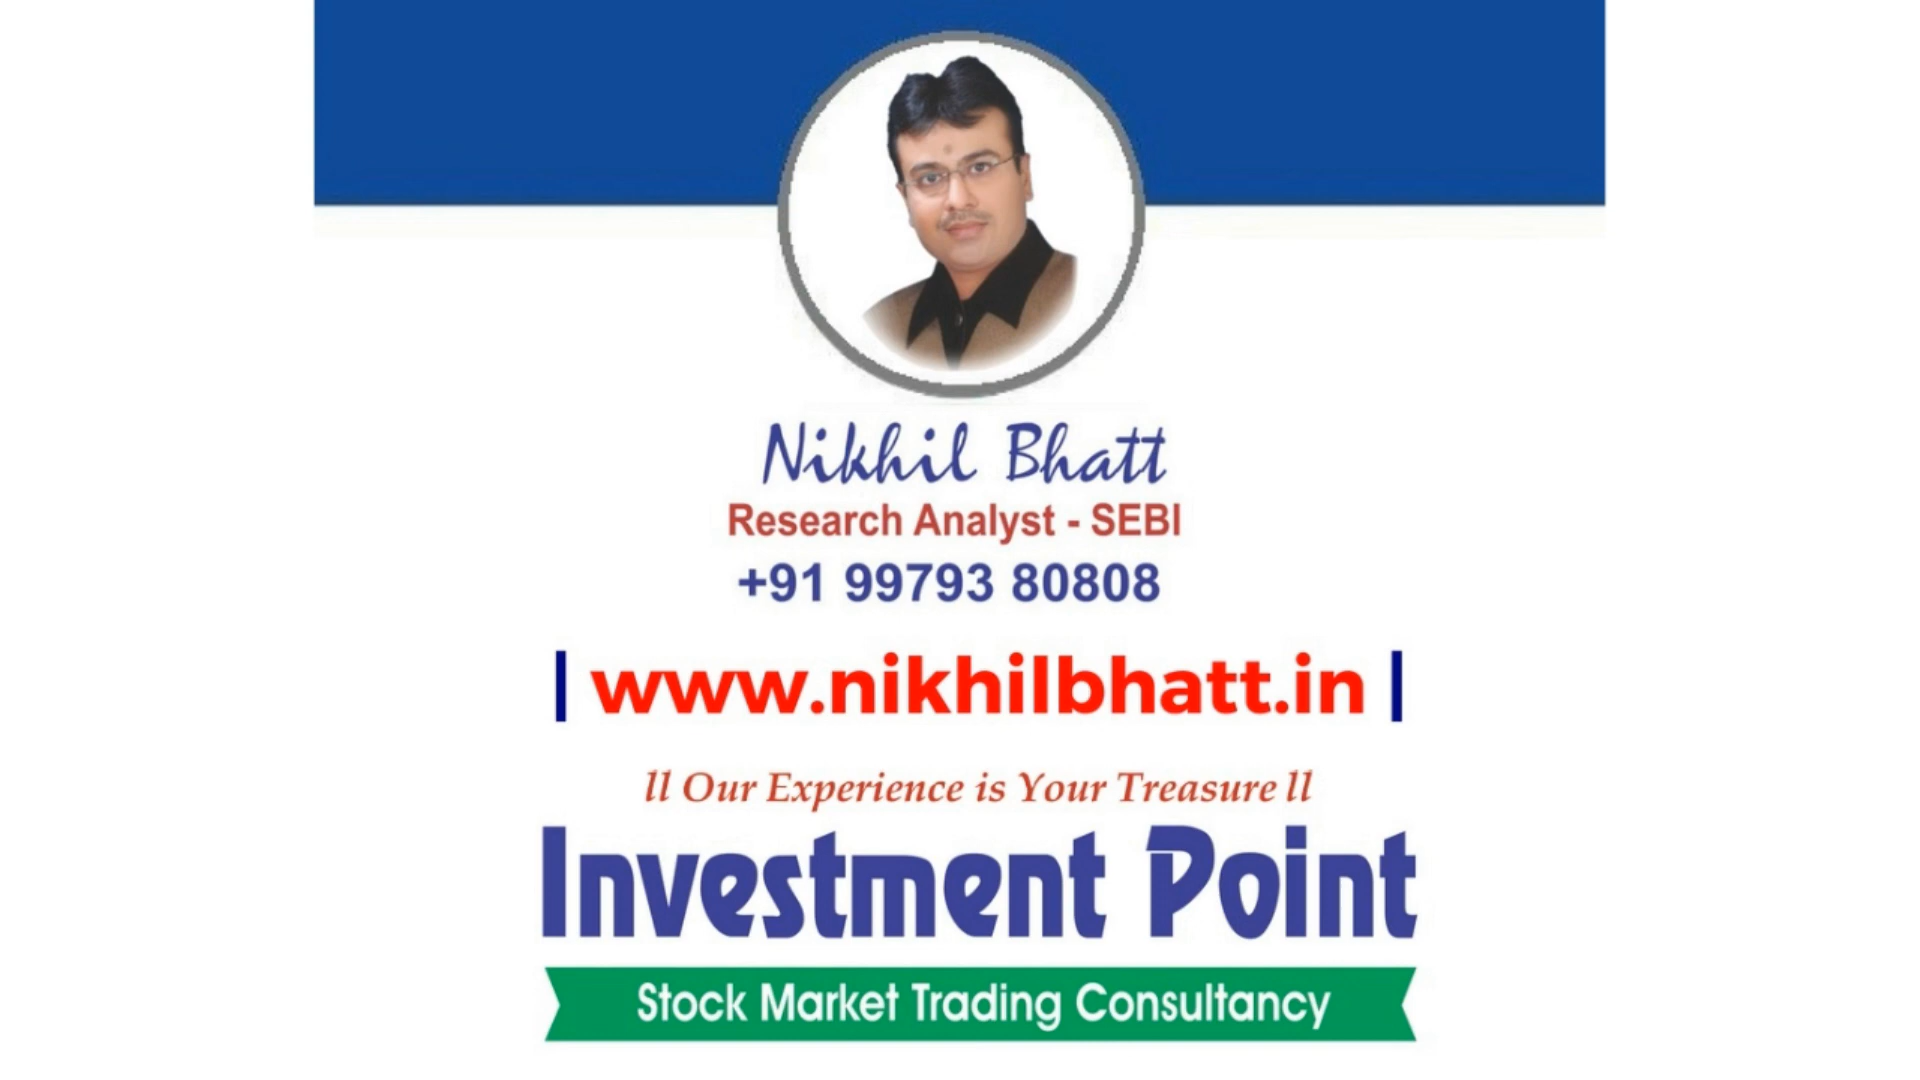 Nikhil Bhatt
Research Analyst - SEBI
+91 99793 80808
| www.nikhilbhatt.in |
ll Our Experience is Your Treasure ll
Investment Point
Stock Market Trading Consultancy